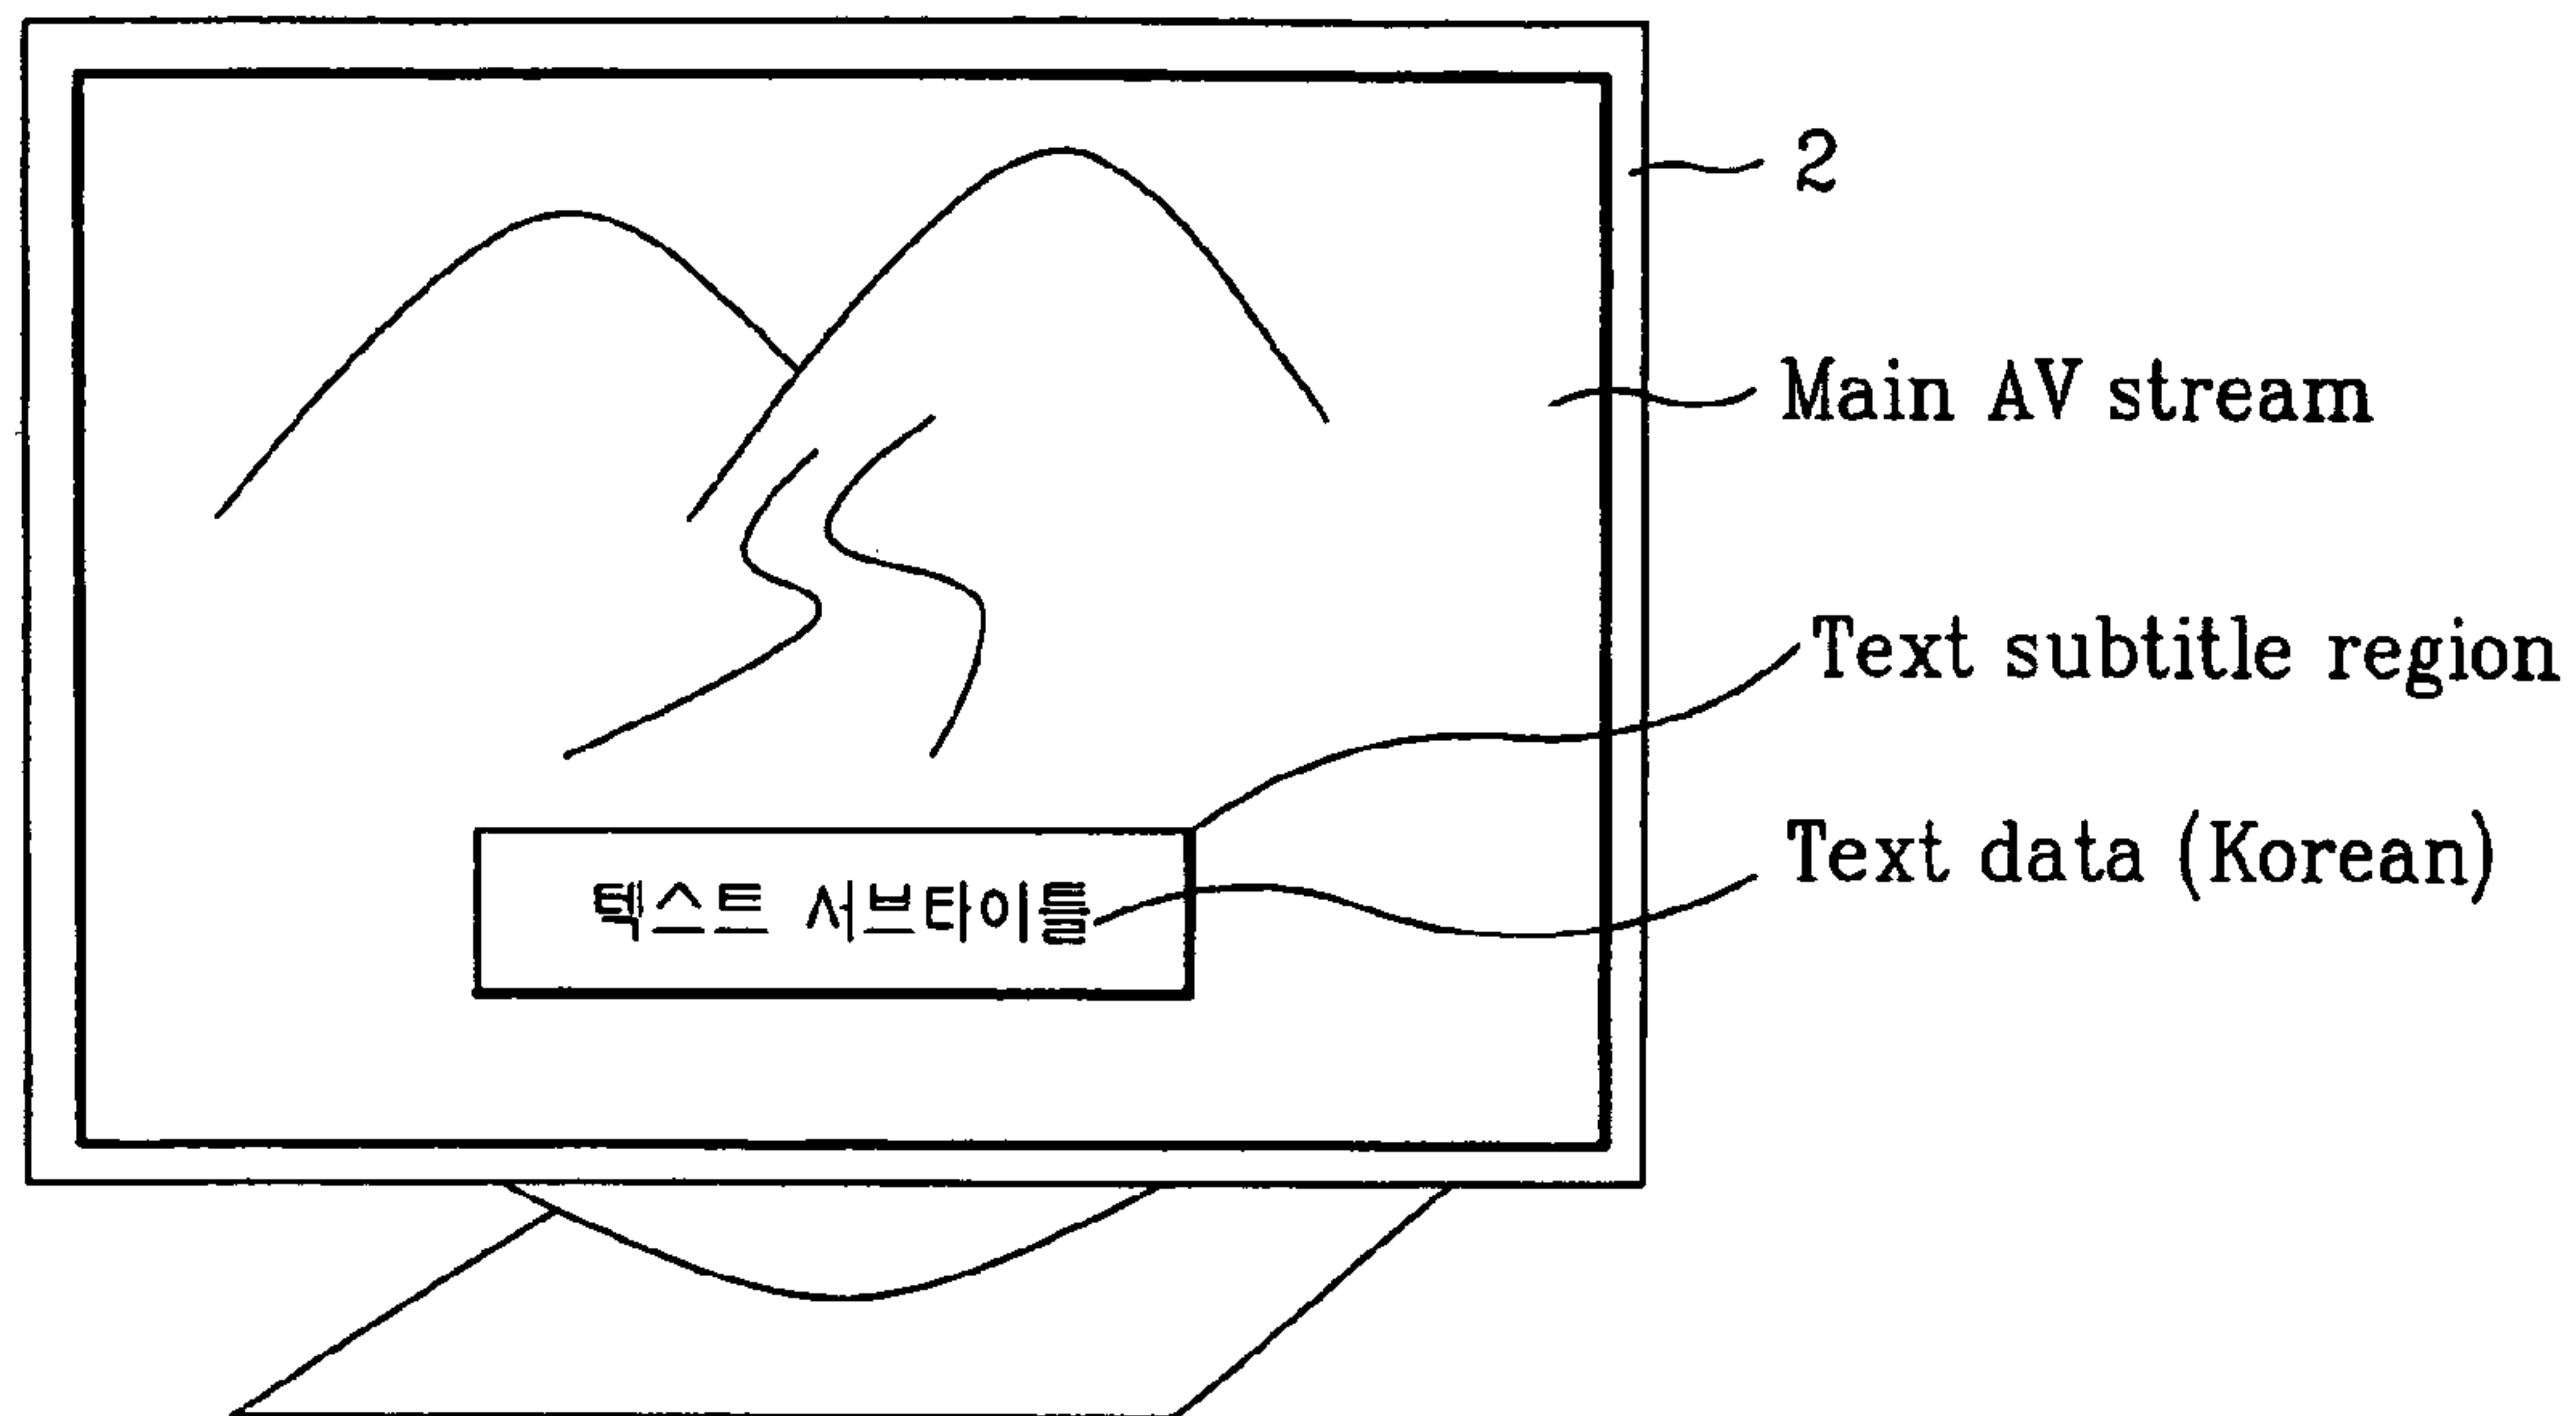 2
Main AV stream
Text subtitle region
Text data (Korean)
텍스트 서브타이틀